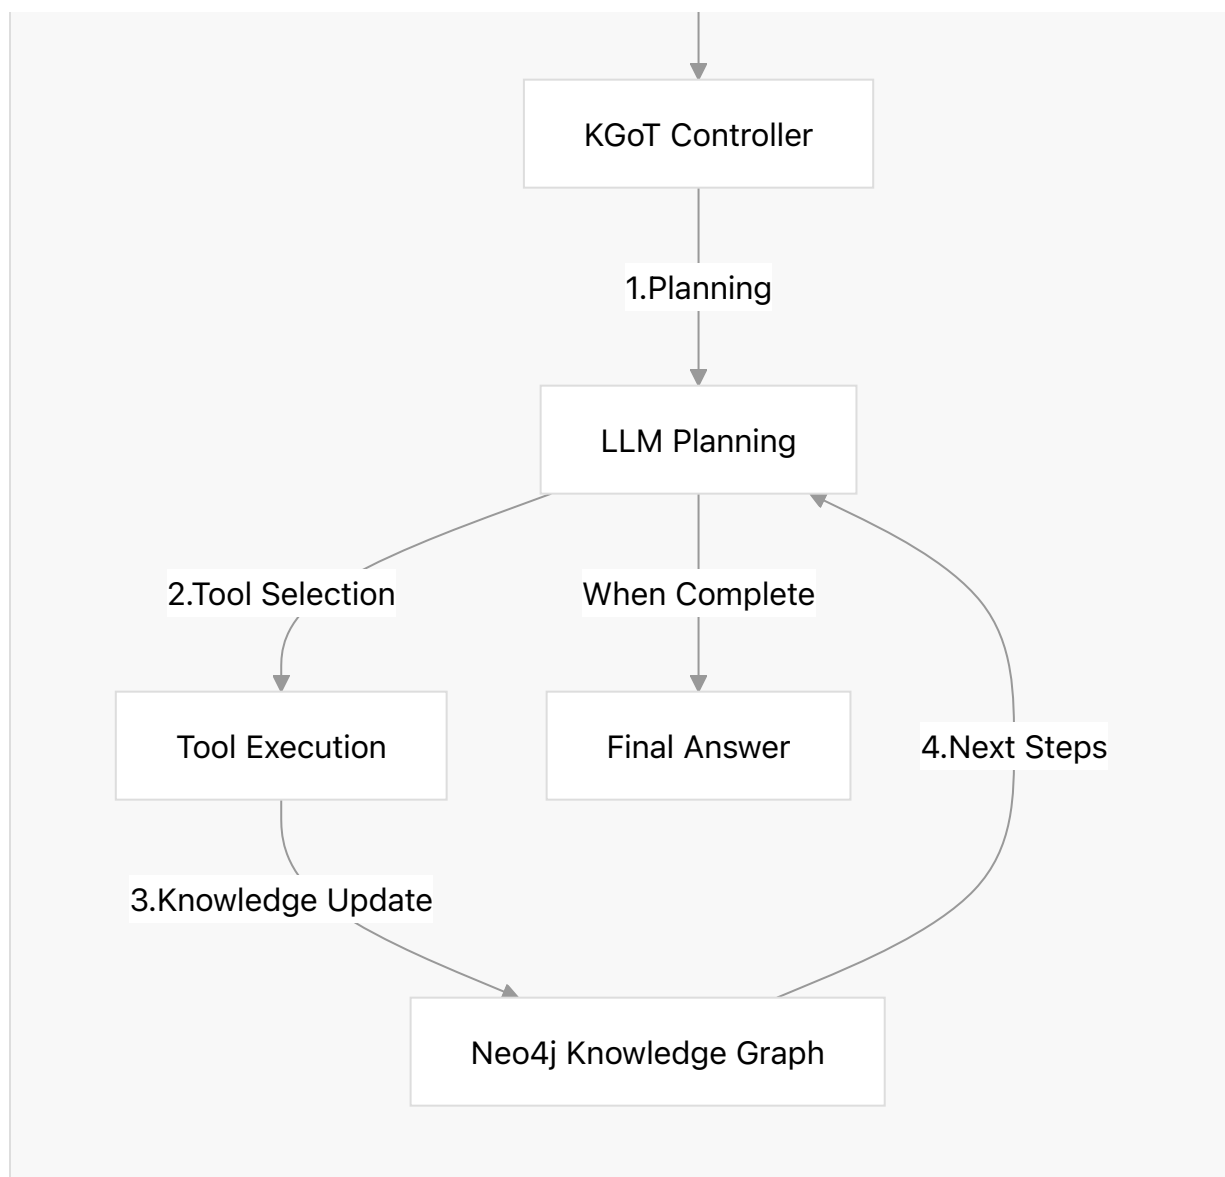 KGoT Controller
1.Planning
LLM Planning
2.Tool Selection
When Complete
Tool Execution
Final Answer
4.Next Steps
3.Knowledge Update
Neo4j Knowledge Graph